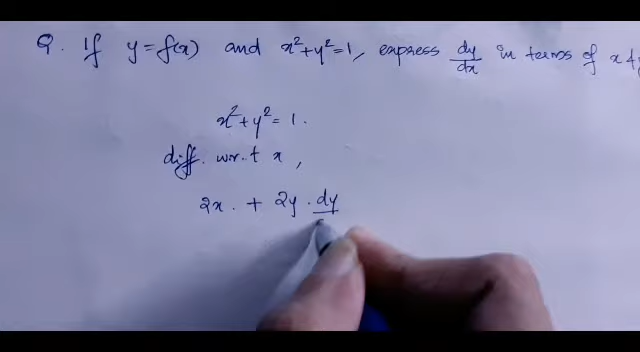 Q. If y = f(x) and x²+y²=1, express dy/dx in terms of x &
x²+y²=1.
diff. w.r.t x,
2x. + 2y . dy